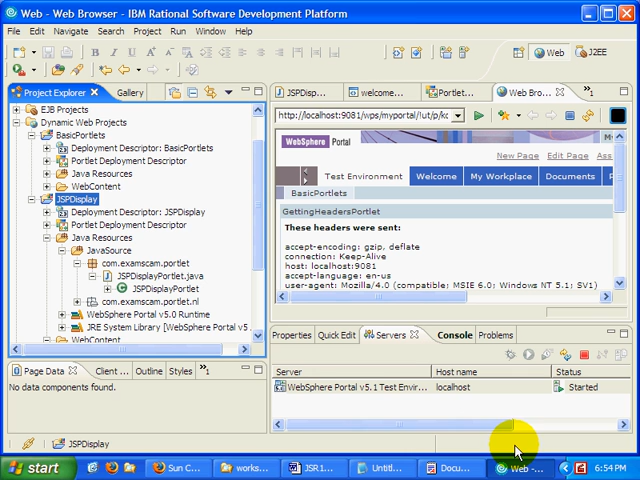 Web - Web Browser - IBM Rational Software Development Platform
File Edit Navigate Search Project Run Window Help
Web J2EE
Project Explorer Gallery
EJB Projects
Dynamic Web Projects
BasicPortlets
Deployment Descriptor: BasicPortlets
Portlet Deployment Descriptor
Java Resources
WebContent
JSPDisplay
Deployment Descriptor: JSPDisplay
Portlet Deployment Descriptor
Java Resources
JavaSource
com.examscam.portlet
JSPDisplayPortlet.java
JSPDisplayPortlet
com.examscam.portlet.nl
WebSphere Portal v5.0 Runtime
JRE System Library [WebSphere Portal v5.
WebContent
Page Data Client ... Outline Styles »1
No data components found.
JSPDisp... welcome... Portlet... Web Bro... »1
http://localhost:9081/wps/myportal/!ut/p/kc
WebSphere Portal
New Page Edit Page Ass
Test Environment Welcome My Workplace Documents P
BasicPortlets
GettingHeadersPortlet
These headers were sent:
accept-encoding: gzip, deflate
connection: Keep-Alive
host: localhost:9081
accept-language: en-us
user-agent: Mozilla/4.0 (compatible; MSIE 6.0; Windows NT 5.1; SV1)
Properties Quick Edit Servers Console Problems
Server Host name Status
WebSphere Portal v5.1 Test Envir... localhost Started
JSPDisplay
start Sun C... works... JSR1... Untitl... Docu... Web -... 6:54 PM